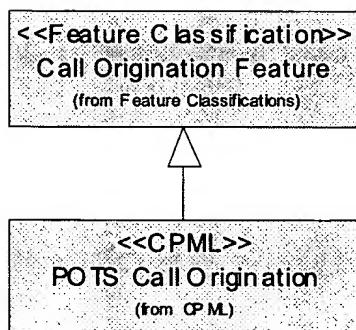 <<Feature Classification>>
Call Origination Feature
(from Feature Classifications)
<<CPML>>
POTS Call Origination
(from CPML)